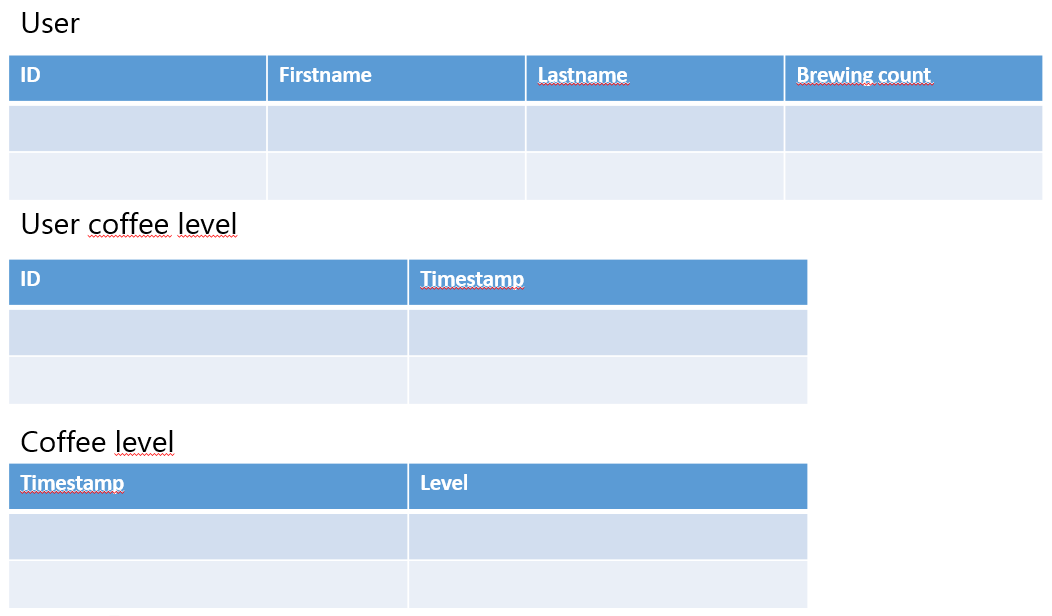 User
ID Firstname Lastname Brewing count
User coffee level
ID Timestamp
Coffee level
Timestamp Level